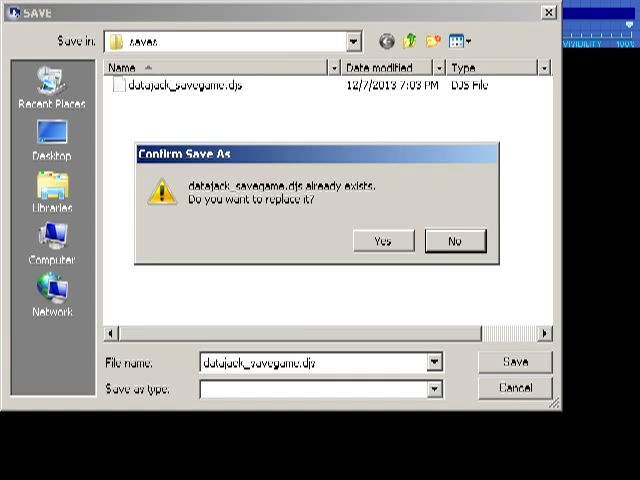 SAVE
Save in: saves
Name Date modified Type
datajack_savegame.djs 12/7/2013 7:03 PM DJS File
Recent Places
Desktop
Libraries
Computer
Network
Confirm Save As
datajack_savegame.djs already exists.
Do you want to replace it?
Yes No
File name: datajack_savegame.djs Save
Save as type: Cancel
VIVIBILITY 100%